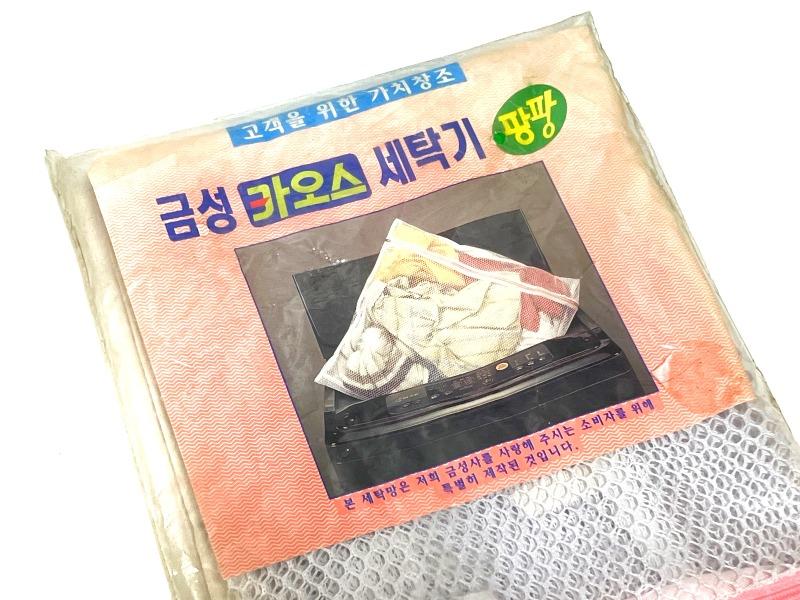 고객을 위한 가치창조
금성 카오스 세탁기 팡팡
본 세탁망은 저희 금성사를 사랑해 주시는 소비자를 위해
특별히 제작된 것입니다.